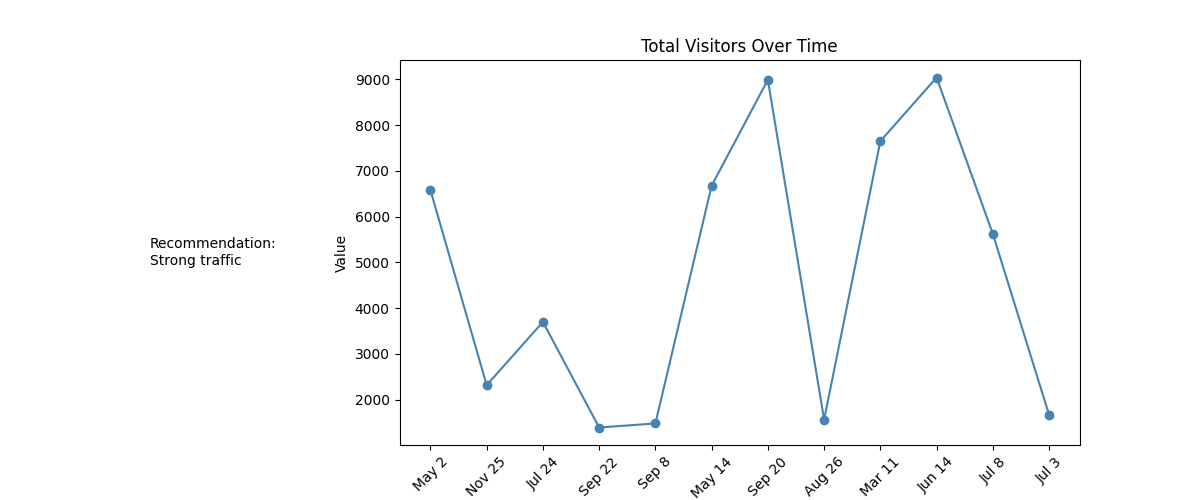 Total Visitors Over Time
Recommendation:
Strong traffic
Value
9000
8000
7000
6000
5000
4000
3000
2000
May 2
Nov 25
Jul 24
Sep 22
Sep 8
May 14
Sep 20
Aug 26
Mar 11
Jun 14
Jul 8
Jul 3